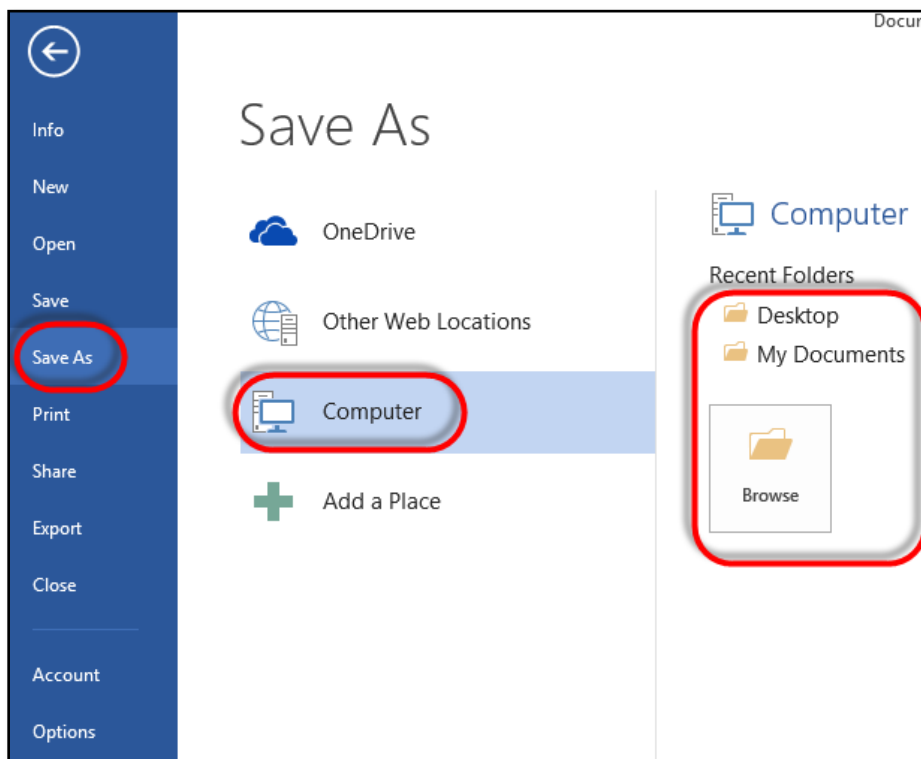 Docum
Info
New
Open
Save
Save As
Print
Share
Export
Close
Account
Options
Save As
OneDrive
Other Web Locations
Computer
Add a Place
Computer
Recent Folders
Desktop
My Documents
Browse